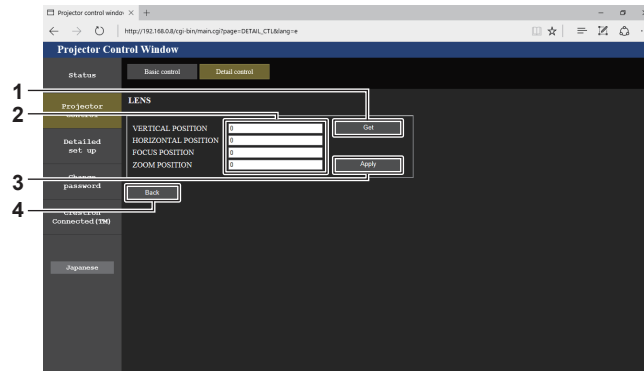 Projector control windov
http://192.168.0.8/cgi-bin/main.cgi?page=DETAIL_CTL&lang=e
Projector Control Window
Status
Basic control
Detail control
1
2
Projector
control
LENS
VERTICAL POSITION 0
Get
HORIZONTAL POSITION 0
Detailed
set up
FOCUS POSITION 0
ZOOM POSITION 0
Apply
3
Change
password
Back
4
Crestron
Connected(TM)
Japanese